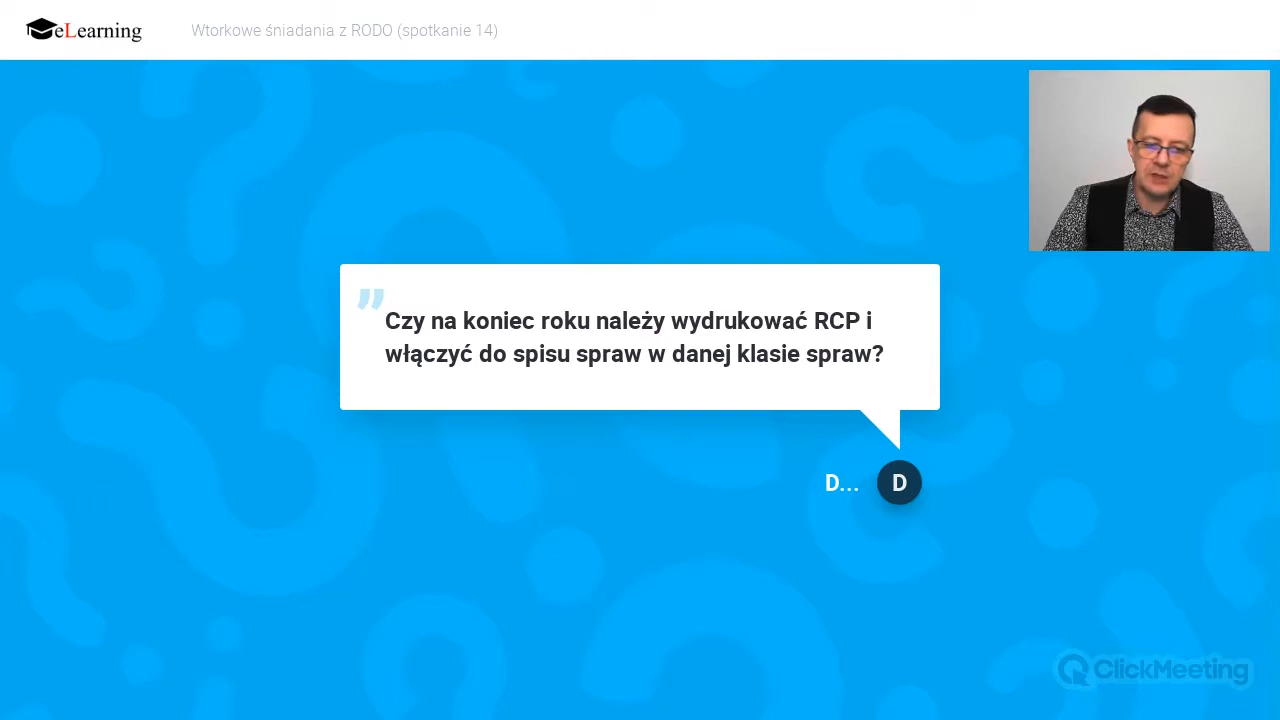 eLearning
Wtorkowe śniadania z RODO (spotkanie 14)
Czy na koniec roku należy wydrukować RCP i
włączyć do spisu spraw w danej klasie spraw?
D... D
ClickMeeting